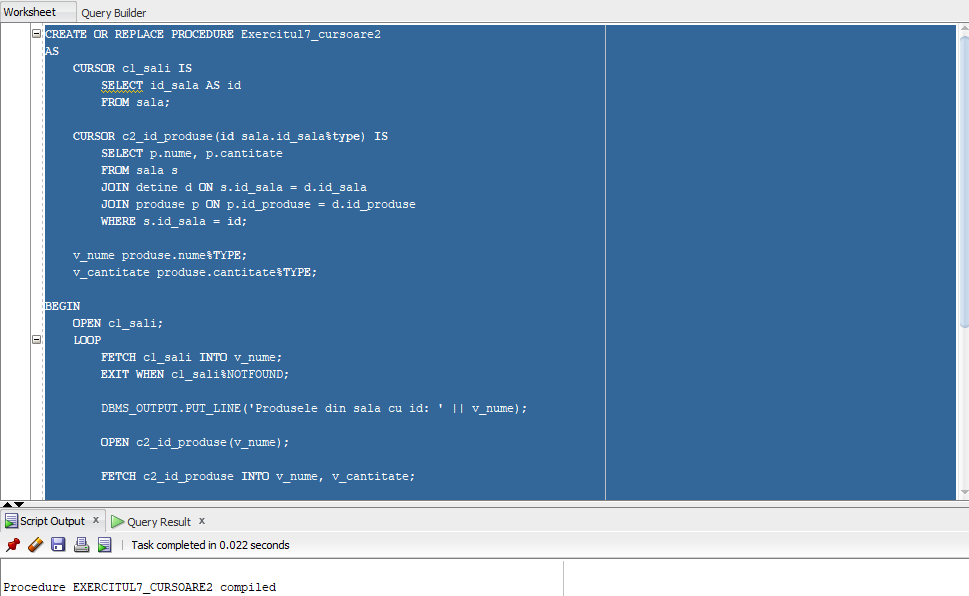 Worksheet Query Builder
CREATE OR REPLACE PROCEDURE Exercitul7_cursoare2
AS
CURSOR c1_sali IS
SELECT id_sala AS id
FROM sala;
CURSOR c2_id_produse(id sala.id_sala%type) IS
SELECT p.nume, p.cantitate
FROM sala s
JOIN detine d ON s.id_sala = d.id_sala
JOIN produse p ON p.id_produse = d.id_produse
WHERE s.id_sala = id;
v_nume produse.nume%TYPE;
v_cantitate produse.cantitate%TYPE;
BEGIN
OPEN c1_sali;
LOOP
FETCH c1_sali INTO v_nume;
EXIT WHEN c1_sali%NOTFOUND;
DBMS_OUTPUT.PUT_LINE('Produsele din sala cu id: ' || v_nume);
OPEN c2_id_produse(v_nume);
FETCH c2_id_produse INTO v_nume, v_cantitate;
Script Output x Query Result x
Task completed in 0.022 seconds
Procedure EXERCITUL7_CURSOARE2 compiled